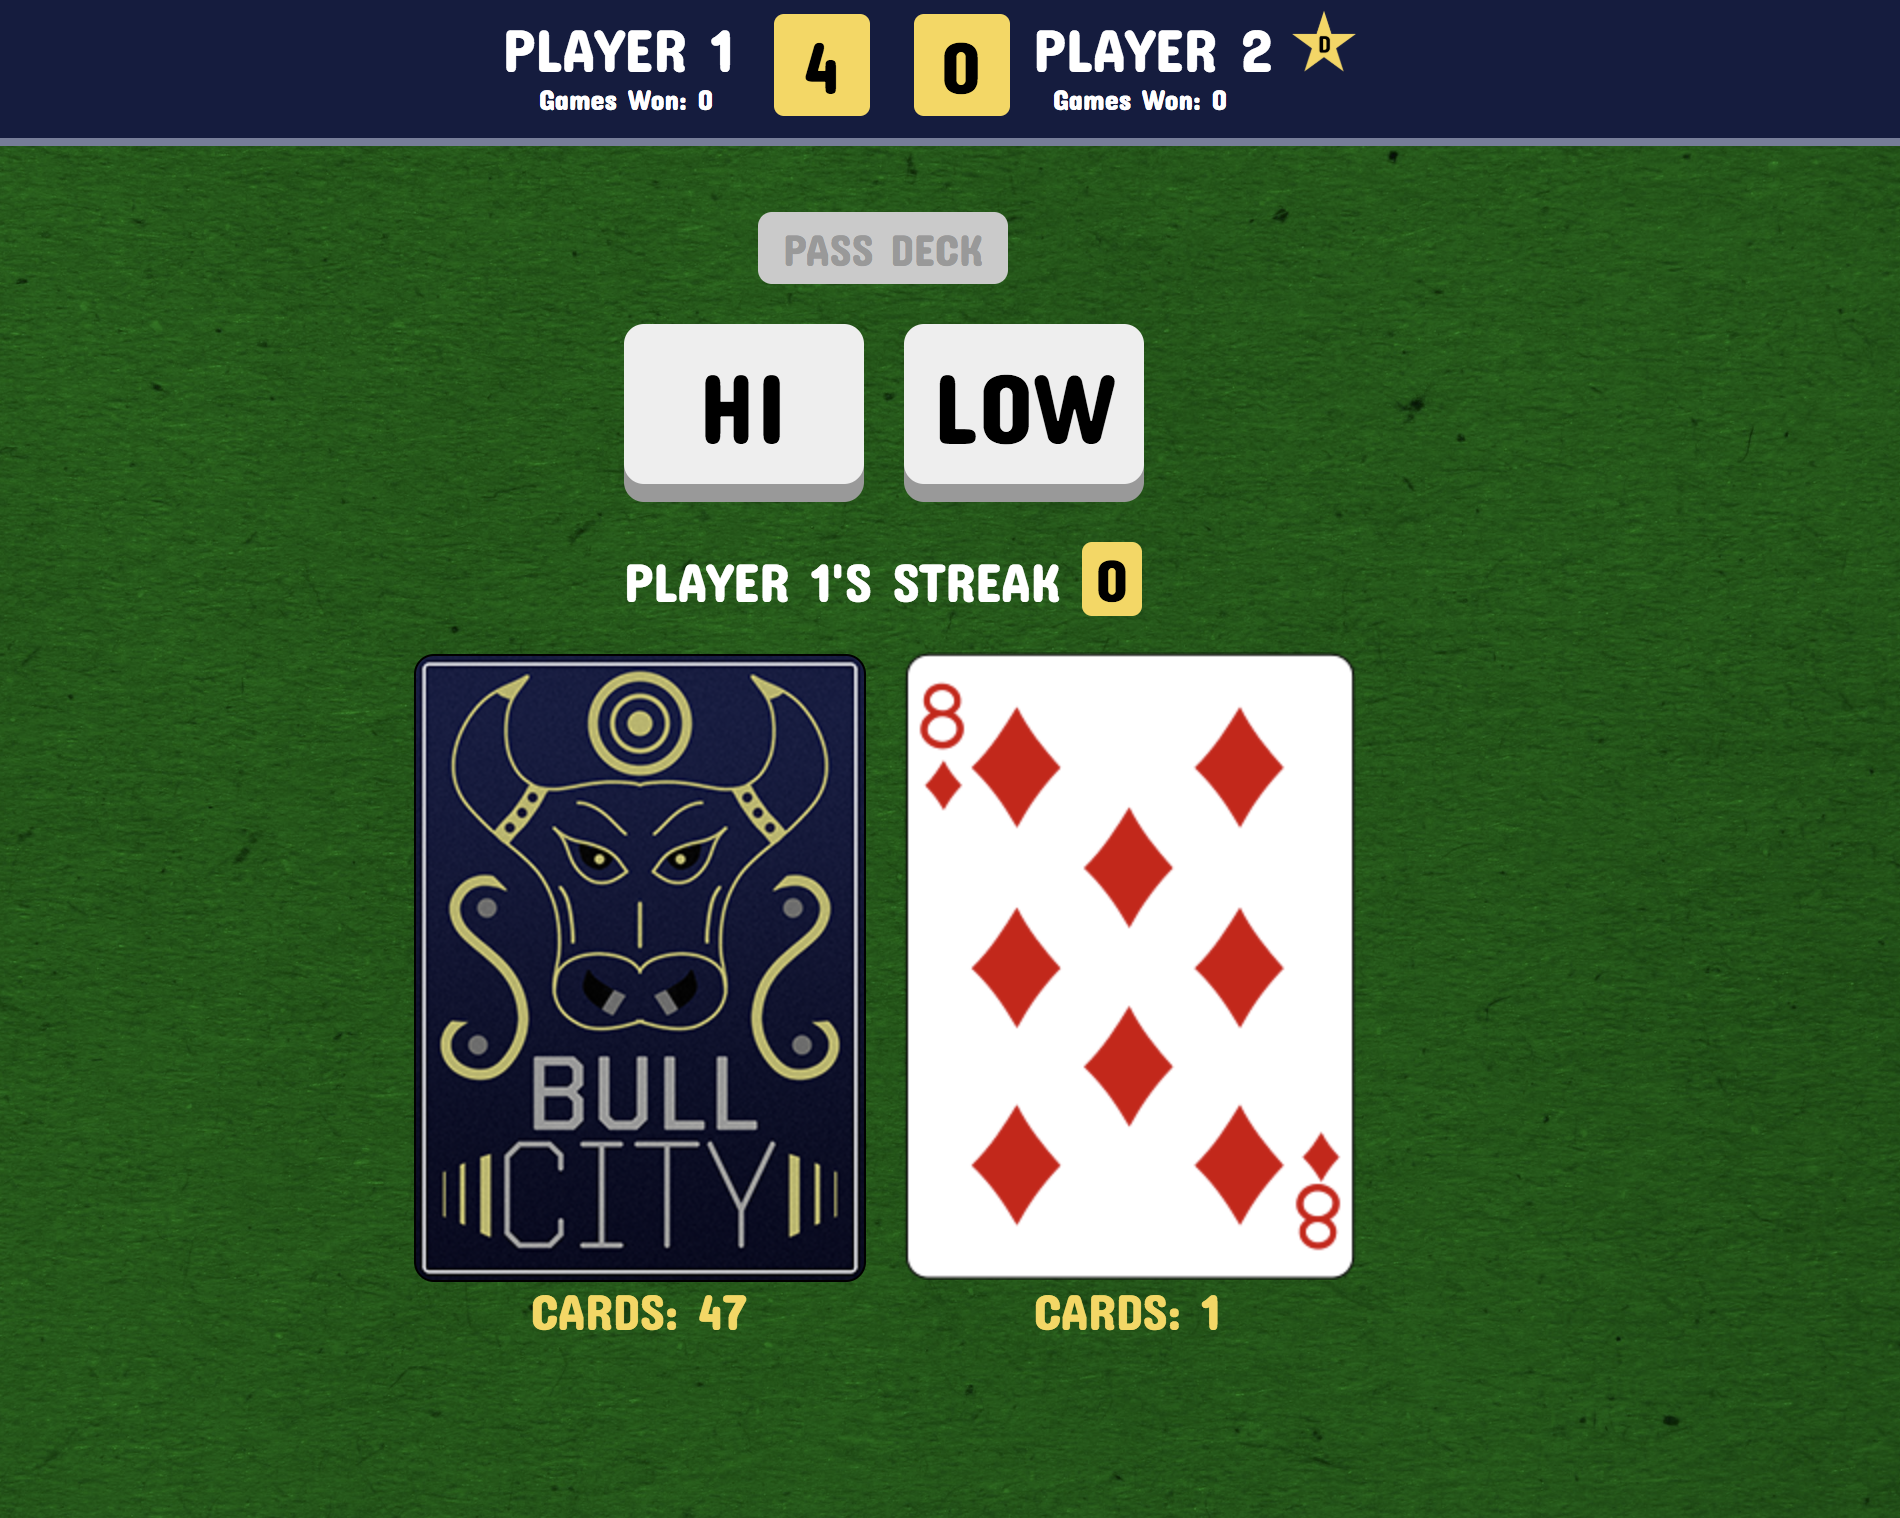 PLAYER 1 4 0 PLAYER 2 D
Games Won: 0 Games Won: 0
PASS DECK
HI LOW
PLAYER 1'S STREAK 0
8
BULL
CITY
8
CARDS: 47 CARDS: 1